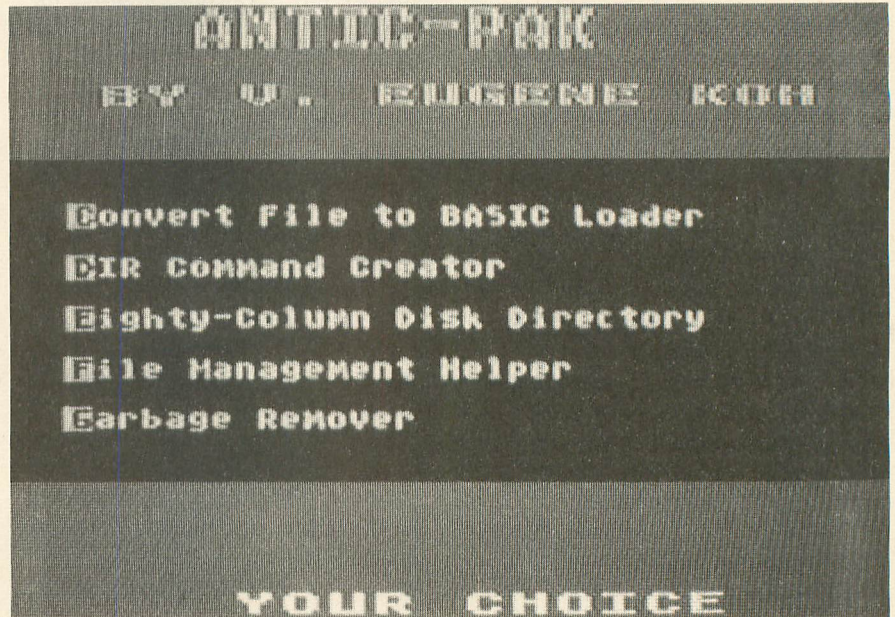 ANTIC-PAK
BY V. EUGENE KOH
Convert File to BASIC Loader
DIR Command Creator
Eighty-Column Disk Directory
File Management Helper
Garbage Remover
YOUR CHOICE